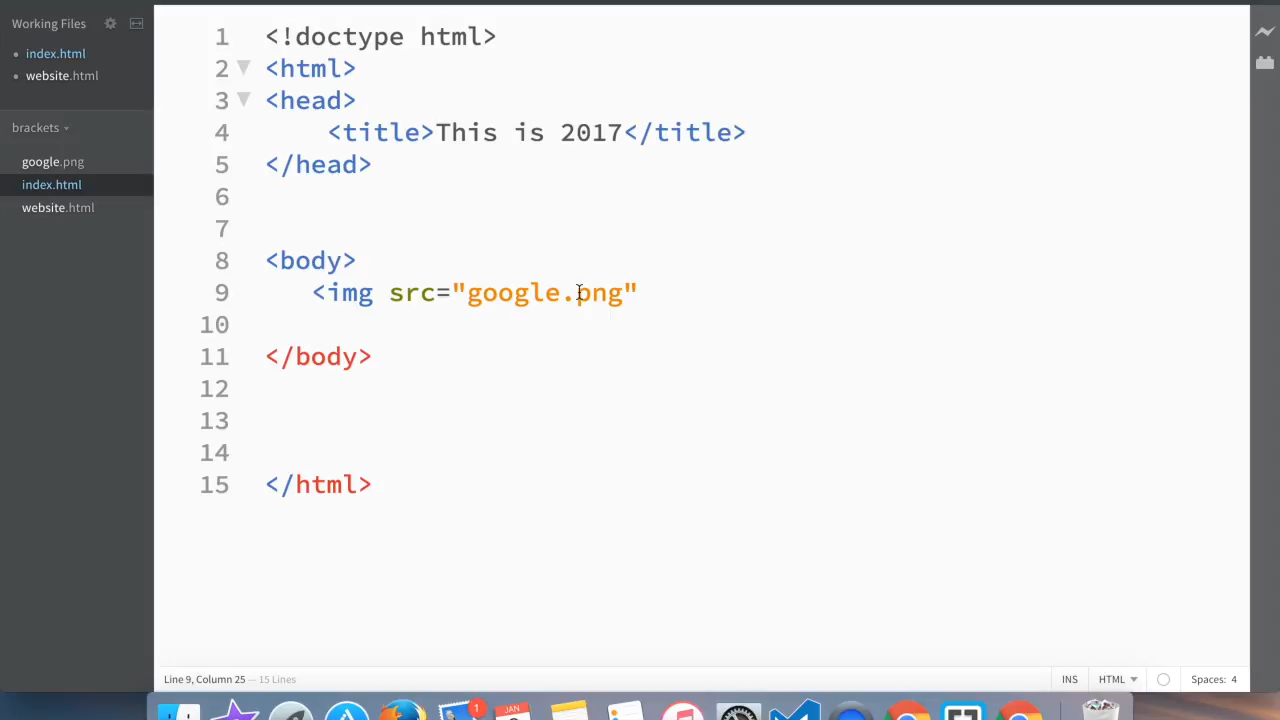 Working Files
index.html
website.html
brackets
google.png
index.html
website.html
1 <!doctype html>
2 <html>
3 <head>
4 <title>This is 2017</title>
5 </head>
6
7
8 <body>
9 <img src="google.png"
10
11 </body>
12
13
14
15 </html>
Line 9, Column 25 — 15 Lines
INS
HTML
Spaces: 4
1
JAN